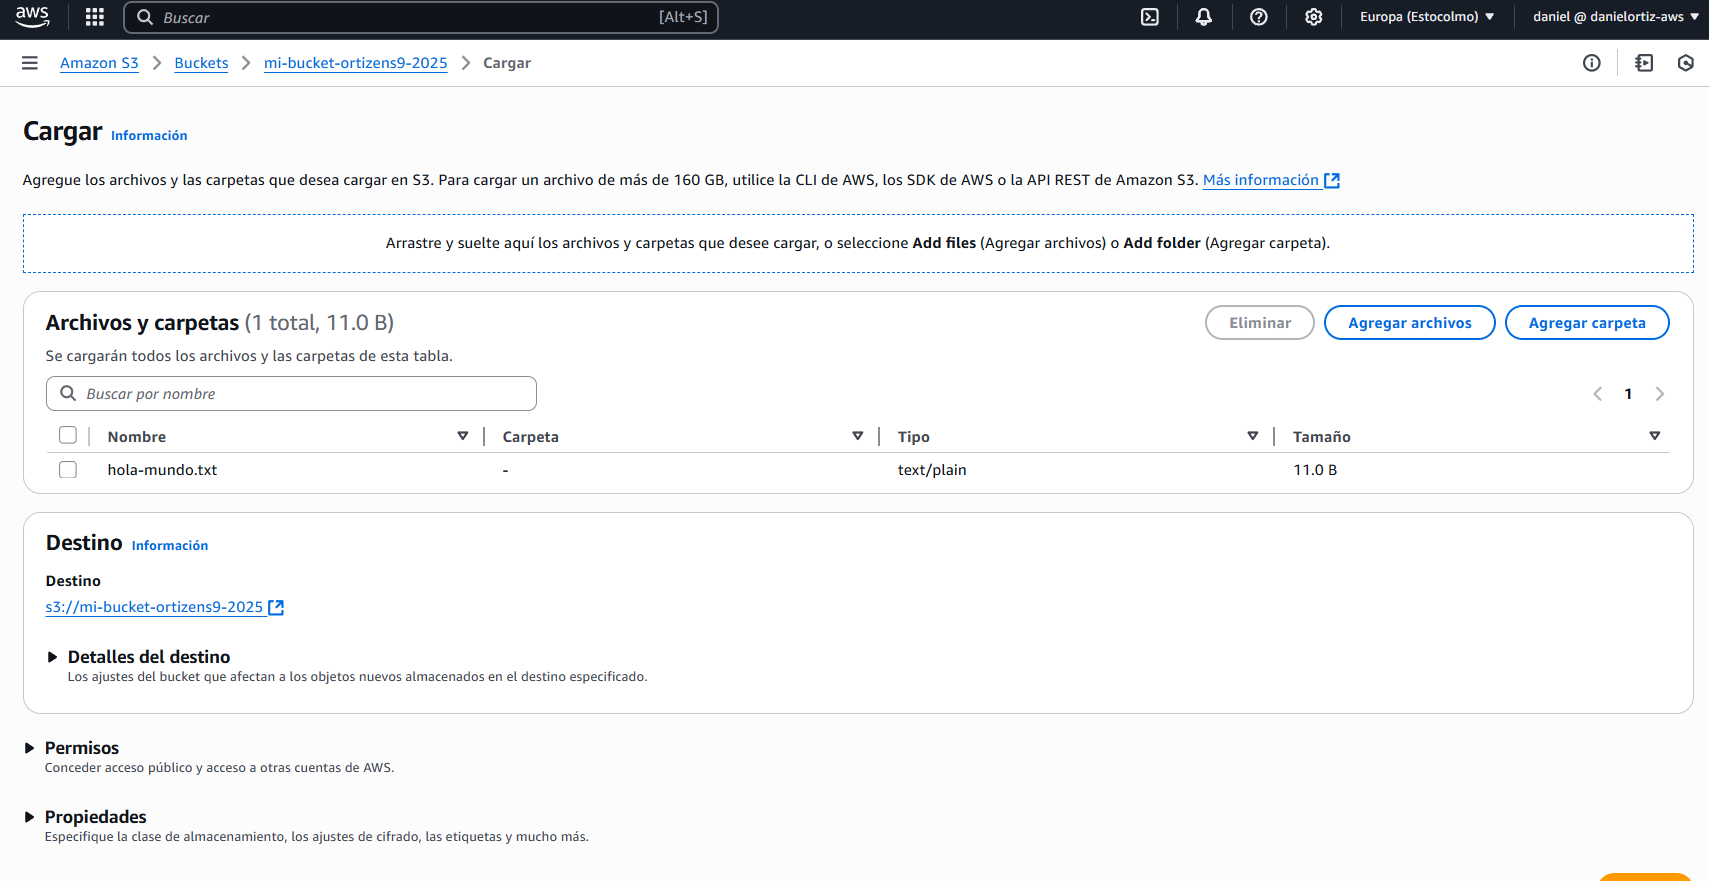 aws Buscar [Alt+S] Europa (Estocolmo) daniel @ danielortiz-aws
Amazon S3 Buckets mi-bucket-ortizens9-2025 Cargar
Cargar Información
Agregue los archivos y las carpetas que desea cargar en S3. Para cargar un archivo de más de 160 GB, utilice la CLI de AWS, los SDK de AWS o la API REST de Amazon S3. Más información
Arrastre y suelte aquí los archivos y carpetas que desee cargar, o seleccione Add files (Agregar archivos) o Add folder (Agregar carpeta).
Archivos y carpetas (1 total, 11.0 B) Eliminar Agregar archivos Agregar carpeta
Se cargarán todos los archivos y las carpetas de esta tabla.
Buscar por nombre 1
Nombre Carpeta Tipo Tamaño
hola-mundo.txt - text/plain 11.0 B
Destino Información
Destino
s3://mi-bucket-ortizens9-2025
Detalles del destino
Los ajustes del bucket que afectan a los objetos nuevos almacenados en el destino especificado.
Permisos
Conceder acceso público y acceso a otras cuentas de AWS.
Propiedades
Especifique la clase de almacenamiento, los ajustes de cifrado, las etiquetas y mucho más.